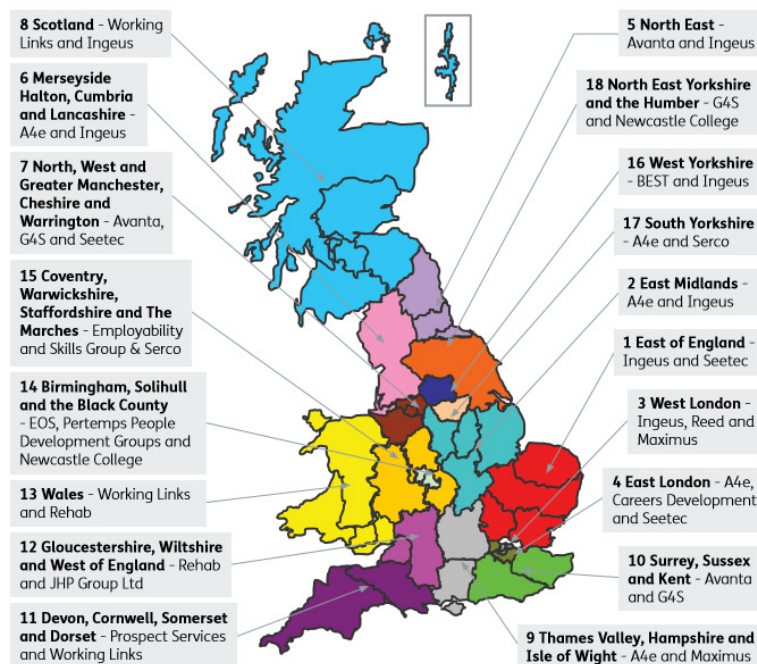 8 Scotland - Working
Links and Ingeus
6 Merseyside
Halton, Cumbria
and Lancashire -
A4e and Ingeus
7 North, West and
Greater Manchester,
Cheshire and
Warrington - Avanta,
G4S and Seetec
15 Coventry,
Warwickshire,
Staffordshire and The
Marches - Employability
and Skills Group & Serco
14 Birmingham, Solihull
and the Black County
- EOS, Pertemps People
Development Groups and
Newcastle College
13 Wales - Working Links
and Rehab
12 Gloucestershire, Wiltshire
and West of England - Rehab
and JHP Group Ltd
11 Devon, Cornwell, Somerset
and Dorset - Prospect Services
and Working Links
5 North East -
Avanta and Ingeus
18 North East Yorkshire
and the Humber - G4S
and Newcastle College
16 West Yorkshire
- BEST and Ingeus
17 South Yorkshire
- A4e and Serco
2 East Midlands -
A4e and Ingeus
1 East of England -
Ingeus and Seetec
3 West London -
Ingeus, Reed and
Maximus
4 East London - A4e,
Careers Development
and Seetec
10 Surrey, Sussex
and Kent - Avanta
and G4S
9 Thames Valley, Hampshire and
Isle of Wight - A4e and Maximus